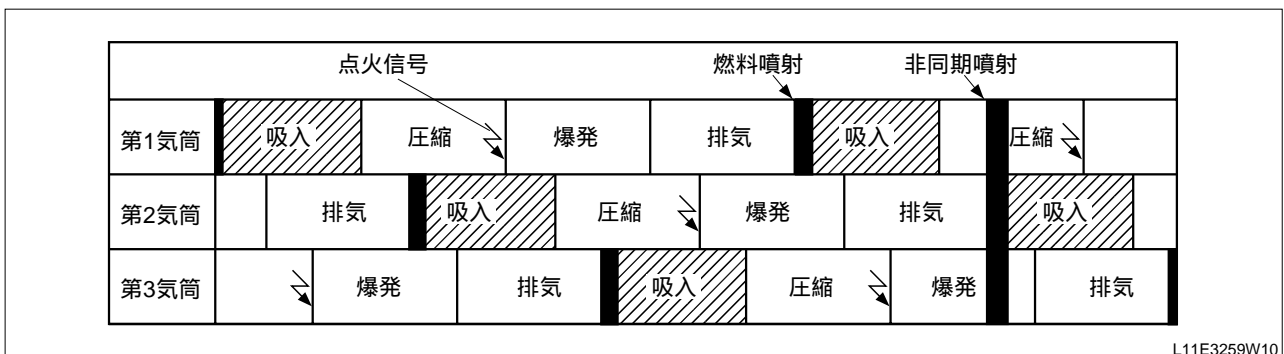 点火信号 燃料噴射 非同期噴射
第1気筒 吸入 圧縮 爆発 排気 吸入 圧縮
第2気筒 排気 吸入 圧縮 爆発 排気 吸入
第3気筒 爆発 排気 吸入 圧縮 爆発 排気
L11E3259W10